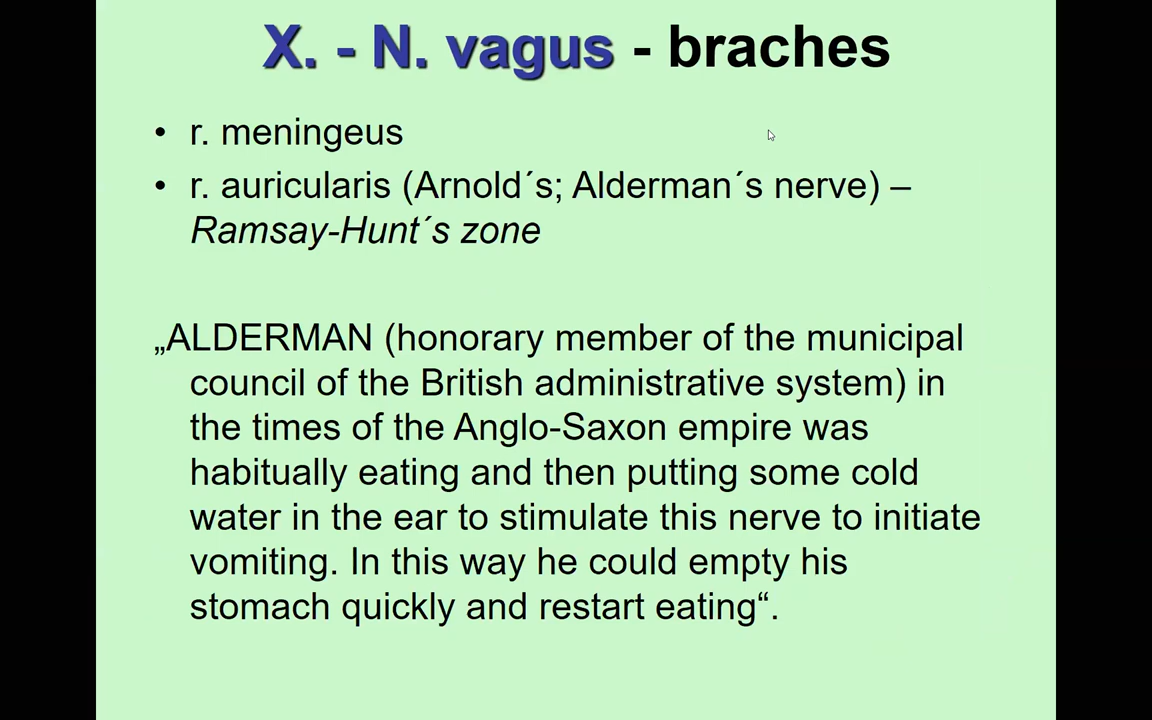 X. - N. vagus - braches
• r. meningeus
• r. auricularis (Arnold´s; Alderman´s nerve) –
Ramsay-Hunt´s zone
„ALDERMAN (honorary member of the municipal
council of the British administrative system) in
the times of the Anglo-Saxon empire was
habitually eating and then putting some cold
water in the ear to stimulate this nerve to initiate
vomiting. In this way he could empty his
stomach quickly and restart eating“.